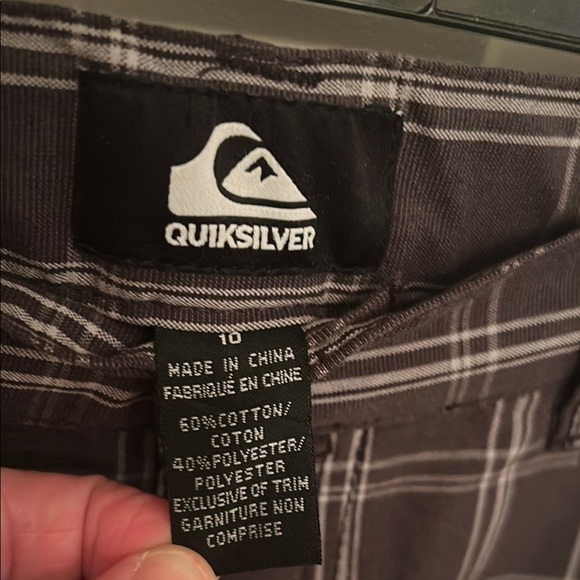 QUIKSILVER
10
MADE IN CHINA
FABRIQUÉ EN CHINE
60%COTTON/
COTON
40%POLYESTER/
POLYESTER
EXCLUSIVE OF TRIM
GARNITURE NON
COMPRISE